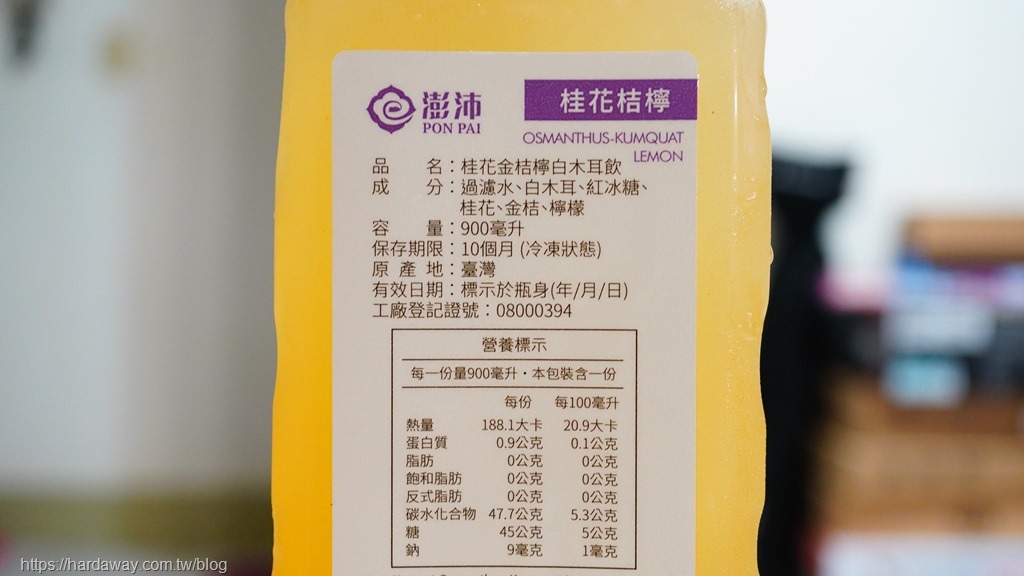 澎沛
PON PAI
桂花桔檸
OSMANTHUS-KUMQUAT
LEMON
品名：桂花金桔檸白木耳飲
成分：過濾水、白木耳、紅冰糖、
桂花、金桔、檸檬
容量：900毫升
保存期限：10個月 (冷凍狀態)
原產地：臺灣
有效日期：標示於瓶身(年/月/日)
工廠登記證號：08000394
營養標示
每一份量900毫升・本包裝含一份
每份 每100毫升
熱量 188.1大卡 20.9大卡
蛋白質 0.9公克 0.1公克
脂肪 0公克 0公克
飽和脂肪 0公克 0公克
反式脂肪 0公克 0公克
碳水化合物 47.7公克 5.3公克
糖 45公克 5公克
鈉 9毫克 1毫克
https://hardaway.com.tw/blog